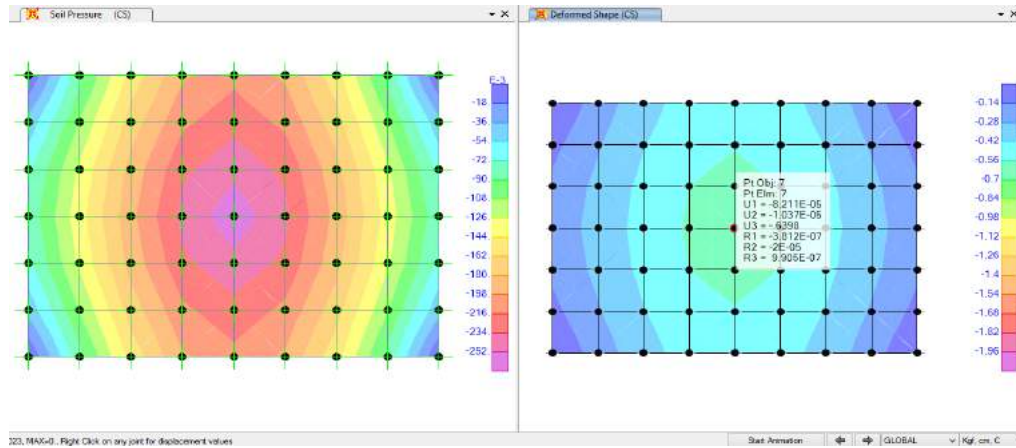 Soil Pressure (CS)
E-3
-18
-36
-54
-72
-90
-108
-126
-144
-162
-180
-198
-216
-234
-252
Deformed Shape (CS)
Pt Obj: 7
Pt Elm: 7
U1 = -8.211E-05
U2 = -1.037E-05
U3 = -.6398
R1 = -3.812E-07
R2 = -2E-05
R3 = 9.906E-07
-0.14
-0.28
-0.42
-0.56
-0.7
-0.84
-0.98
-1.12
-1.26
-1.4
-1.54
-1.68
-1.82
-1.96
023, MAX=0. Right Click on any joint for displacement values
Start Animation
GLOBAL
Kgf, cm, C